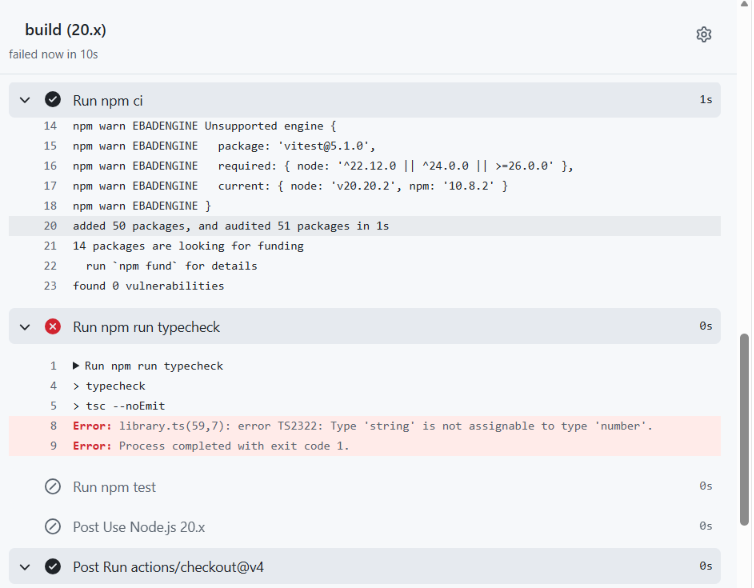 build (20.x)
failed now in 10s
Run npm ci 1s
14 npm warn EBADENGINE Unsupported engine {
15 npm warn EBADENGINE   package: 'vitest@5.1.0',
16 npm warn EBADENGINE   required: { node: '^22.12.0 || ^24.0.0 || >=26.0.0' },
17 npm warn EBADENGINE   current: { node: 'v20.20.2', npm: '10.8.2' }
18 npm warn EBADENGINE }
20 added 50 packages, and audited 51 packages in 1s
21 14 packages are looking for funding
22   run `npm fund` for details
23 found 0 vulnerabilities
Run npm run typecheck 0s
1 Run npm run typecheck
4 > typecheck
5 > tsc --noEmit
8 Error: library.ts(59,7): error TS2322: Type 'string' is not assignable to type 'number'.
9 Error: Process completed with exit code 1.
Run npm test 0s
Post Use Node.js 20.x 0s
Post Run actions/checkout@v4 0s